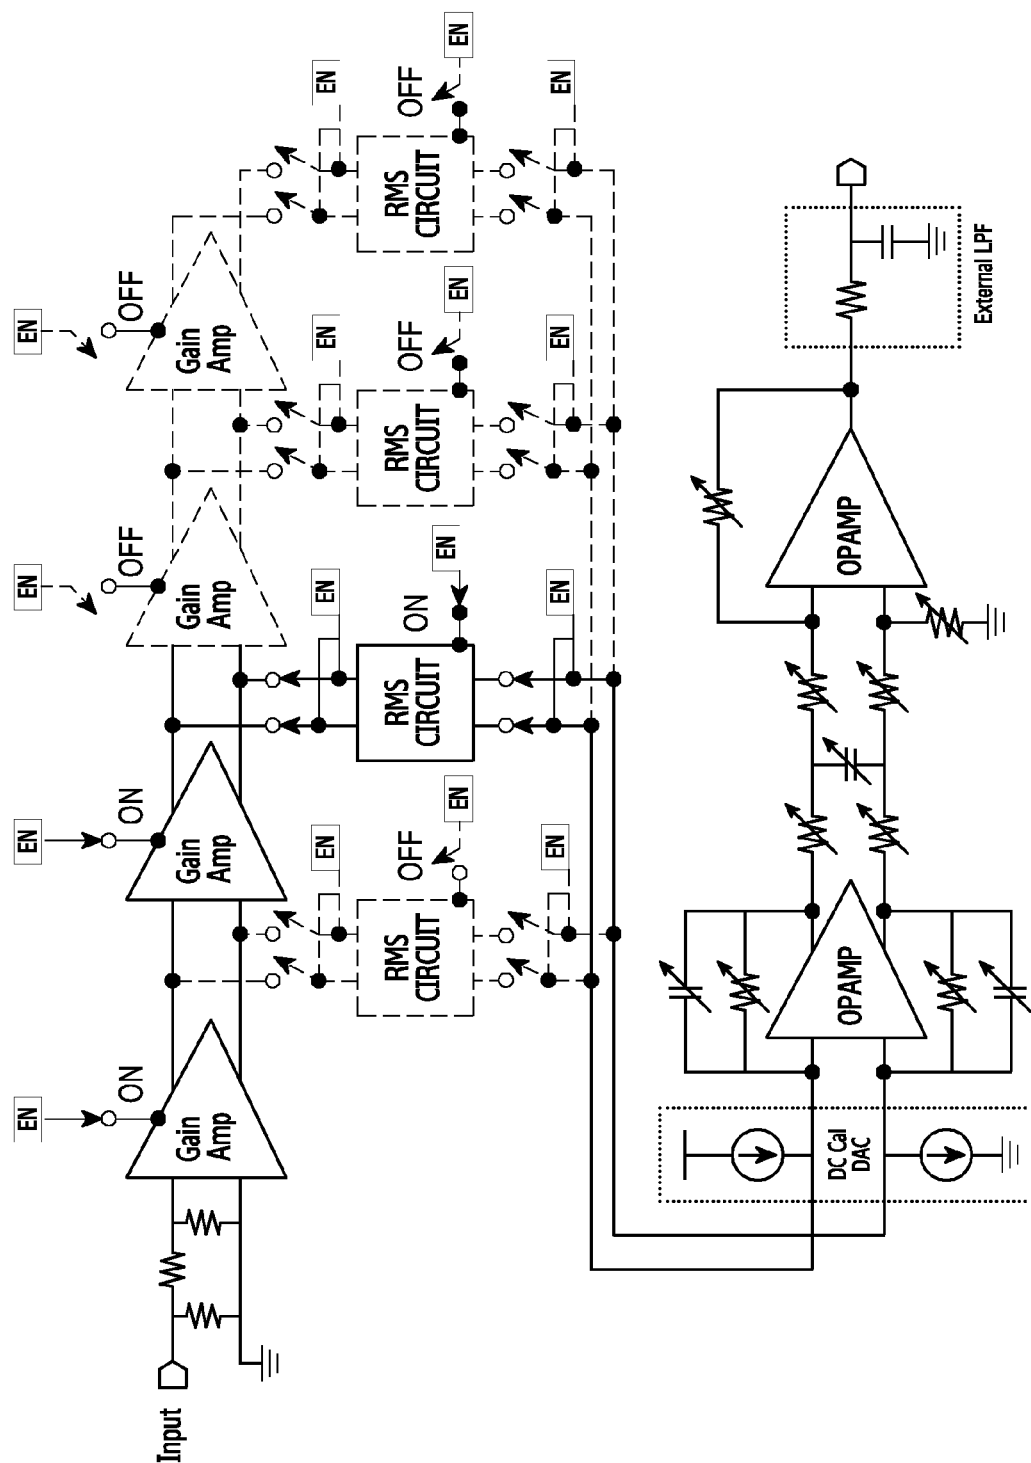 EN
EN
EN
EN
ON
ON
OFF
OFF
Input
Gain
Amp
Gain
Amp
Gain
Amp
Gain
Amp
EN
EN
EN
EN
RMS
CIRCUIT
RMS
CIRCUIT
RMS
CIRCUIT
RMS
CIRCUIT
OFF
ON
OFF
OFF
EN
EN
EN
EN
EN
EN
EN
EN
DC Cal
DAC
OPAMP
OPAMP
External LPF